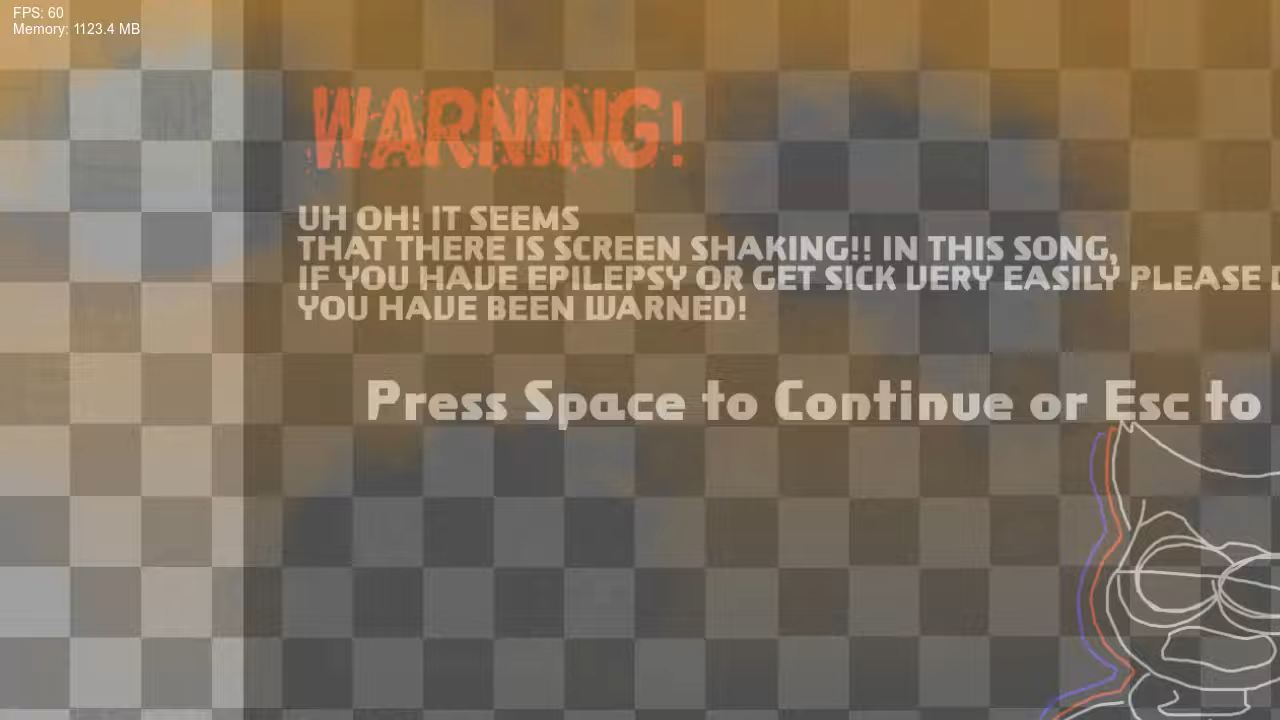 FPS: 60
Memory: 1123.4 MB
WARNING!
UH OH! IT SEEMS
THAT THERE IS SCREEN SHAKING!! IN THIS SONG,
IF YOU HAVE EPILEPSY OR GET SICK VERY EASILY PLEASE
YOU HAVE BEEN WARNED!
Press Space to Continue or Esc to